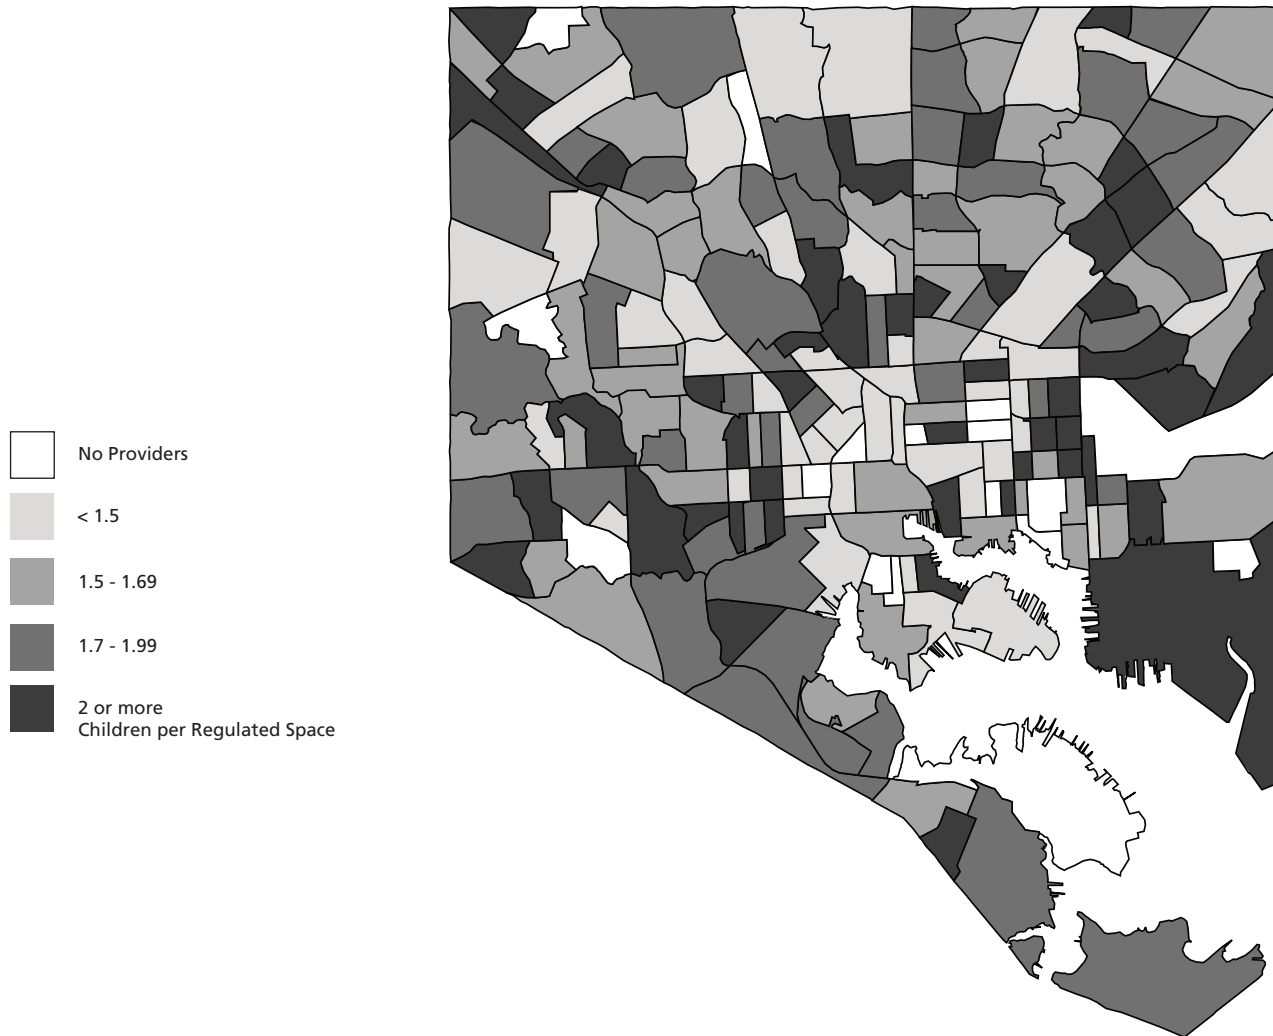 No Providers
< 1.5
1.5 - 1.69
1.7 - 1.99
2 or more
Children per Regulated Space